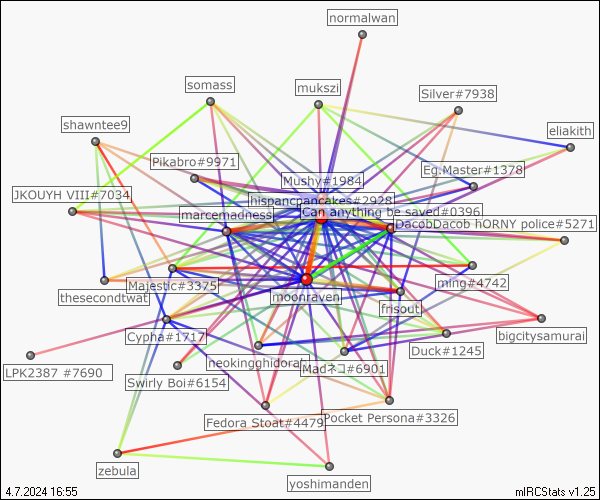 normalwan
somass
mukszi
Silver#7938
shawntee9
eliakith
Pikabro#9971
Eg.Master#1378
Mushy#1984
JKOUYH VIII#7034
hispancpancakes#2928
marcemadness
Can anything be saved#0396
DacobDacob hORNY police#5271
Majestic#3375
ming#4742
thesecondtwat
moonraven
frisout
Cypha#1717
bigcitysamurai
neokingghidorah
Duck#1245
LPK2387 #7690
Madネコ#6901
Swirly Boi#6154
Fedora Stoat#4479
Pocket Persona#3326
zebula
yoshimanden
4.7.2024 16:55
mIRCStats v1.25